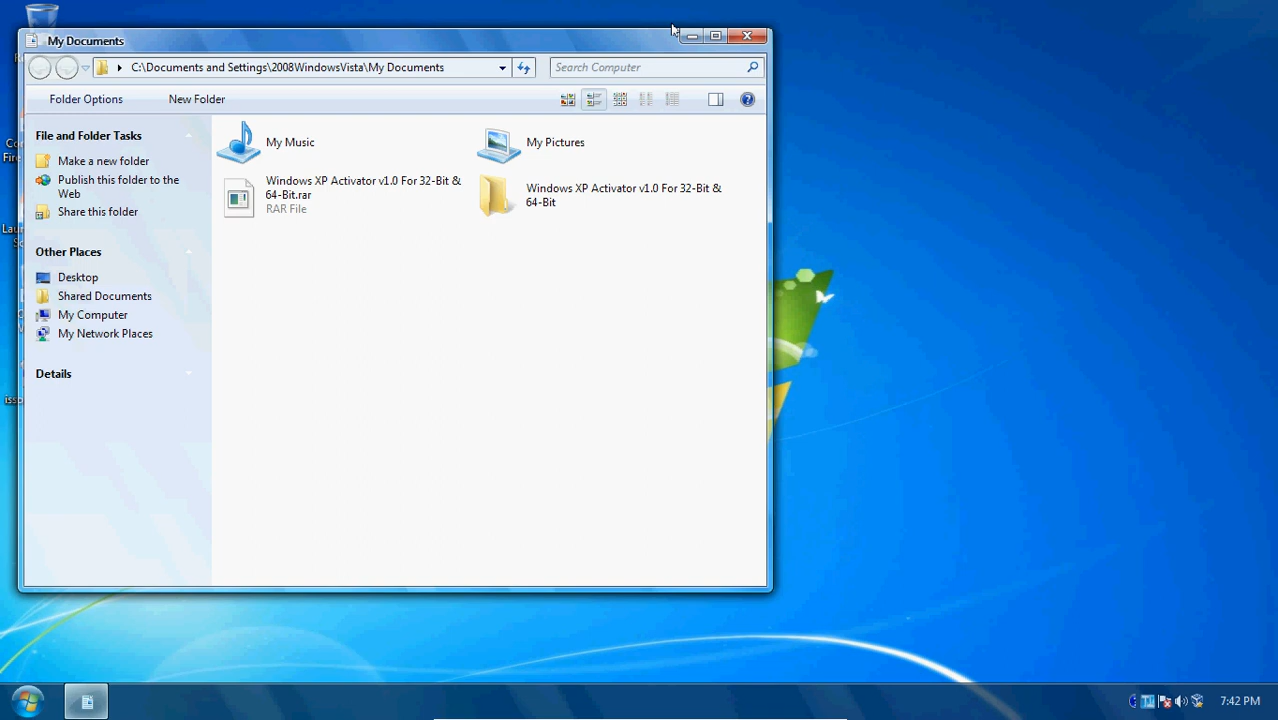 My Documents
C:\Documents and Settings\2008WindowsVista\My Documents
Search Computer
Folder Options
New Folder
File and Folder Tasks
Make a new folder
Publish this folder to the
Web
Share this folder
Other Places
Desktop
Shared Documents
My Computer
My Network Places
Details
My Music
My Pictures
Windows XP Activator v1.0 For 32-Bit &
64-Bit.rar
RAR File
Windows XP Activator v1.0 For 32-Bit &
64-Bit
7:42 PM